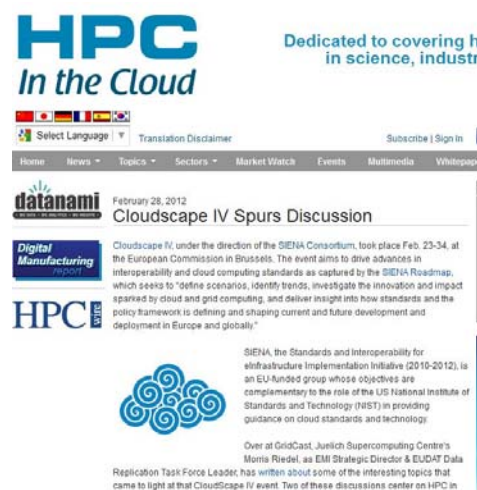 HPC
In the Cloud
Dedicated to covering h
in science, industr
Select Language
Translation Disclaimer
Subscribe | Sign In
Home News Topics Sectors Market Watch Events Multimedia Whitepap
datanami
Digital
Manufacturing
report
HPC wire
February 28, 2012
Cloudscape IV Spurs Discussion
Cloudscape IV, under the direction of the SIENA Consortium, took place Feb. 23-34, at
the European Commission in Brussels. The event aims to drive advances in
interoperability and cloud computing standards as captured by the SIENA Roadmap,
which seeks to "define scenarios, identify trends, investigate the innovation and impact
sparked by cloud and grid computing, and deliver insight into how standards and the
policy framework is defining and shaping current and future development and
deployment in Europe and globally."
SIENA, the Standards and Interoperability for
eInfrastructure Implementation Initiative (2010-2012), is
an EU-funded group whose objectives are
complementary to the role of the US National Institute of
Standards and Technology (NIST) in providing
guidance on cloud standards and technology.
Over at GridCast, Juelich Supercomputing Centre's
Morris Riedel, as EMI Strategic Director & EUDAT Data
Replication Task Force Leader, has written about some of the interesting topics that
came to light at that CloudScape IV event. Two of these discussions center on HPC in